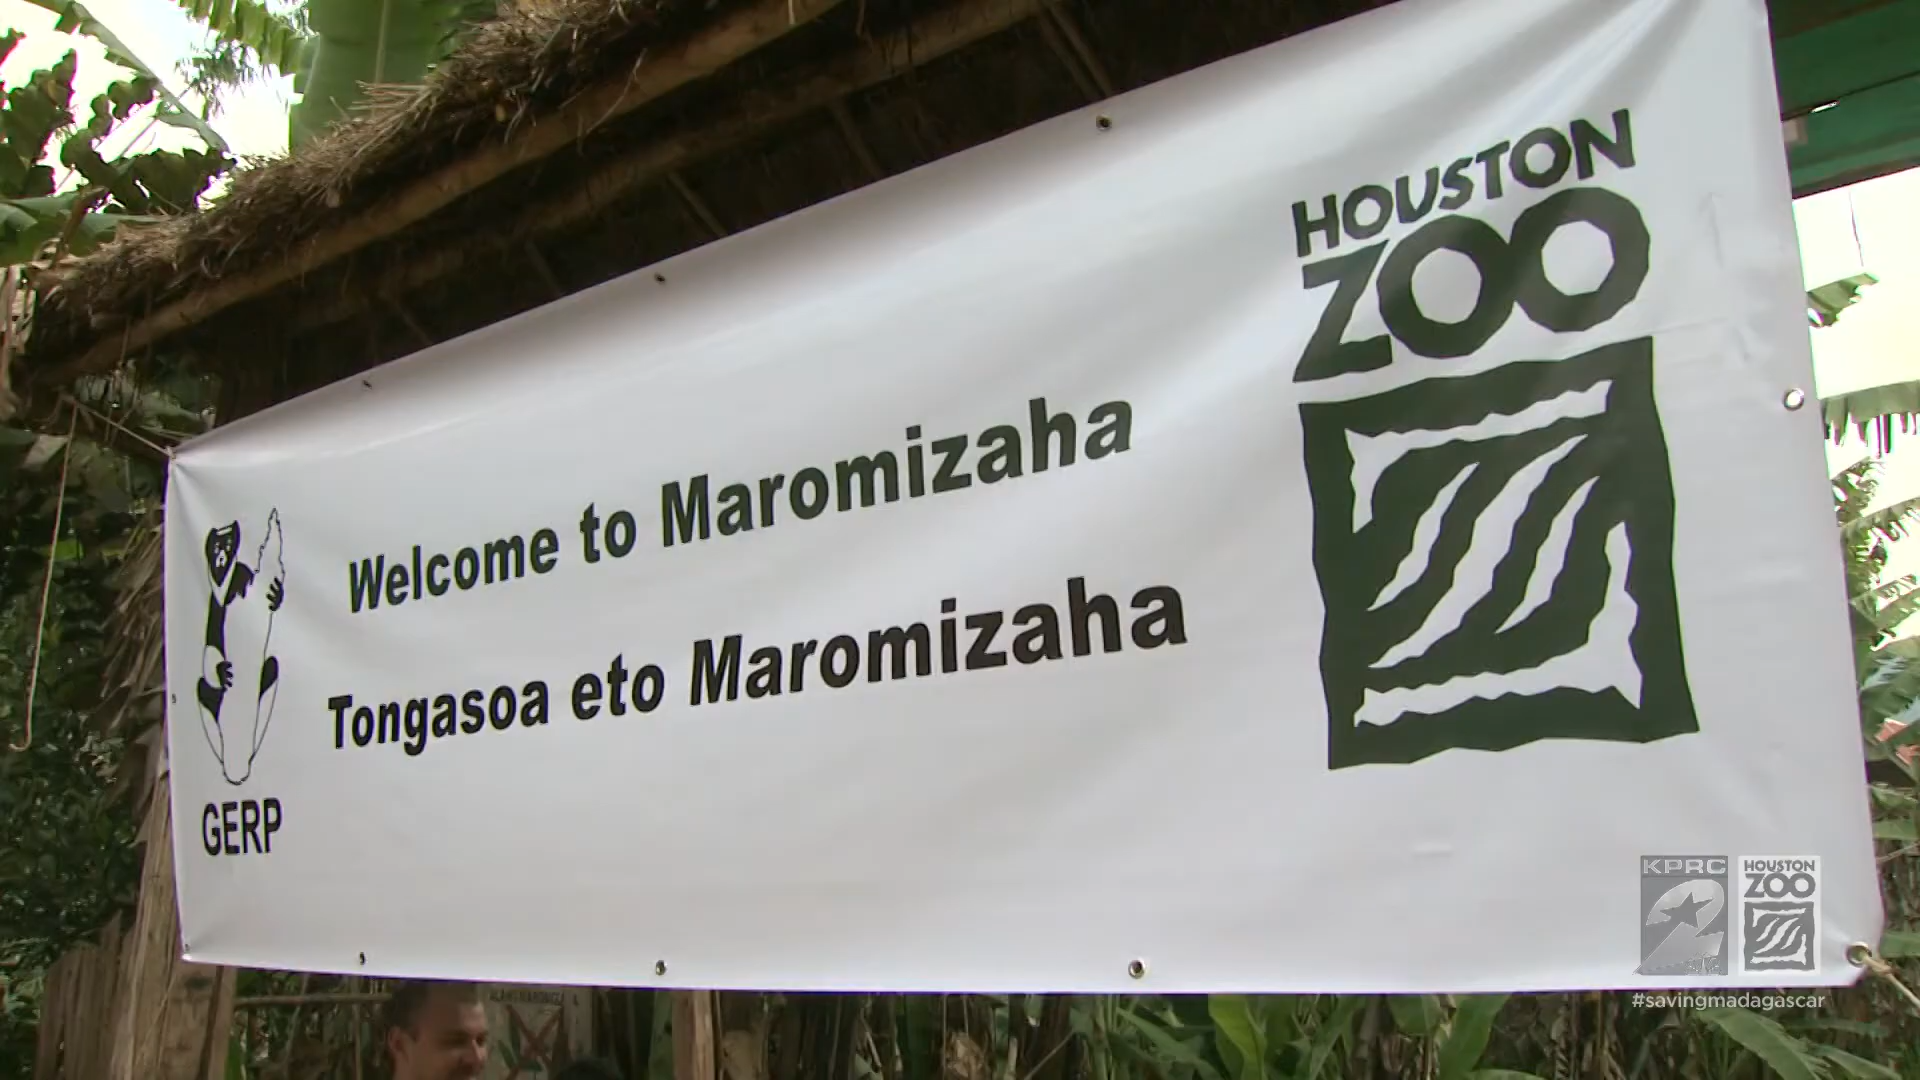 HOUSTON
ZOO
Welcome to Maromizaha
Tongasoa eto Maromizaha
GERP
KPRC
2
HOUSTON
ZOO
#savingmadagascar